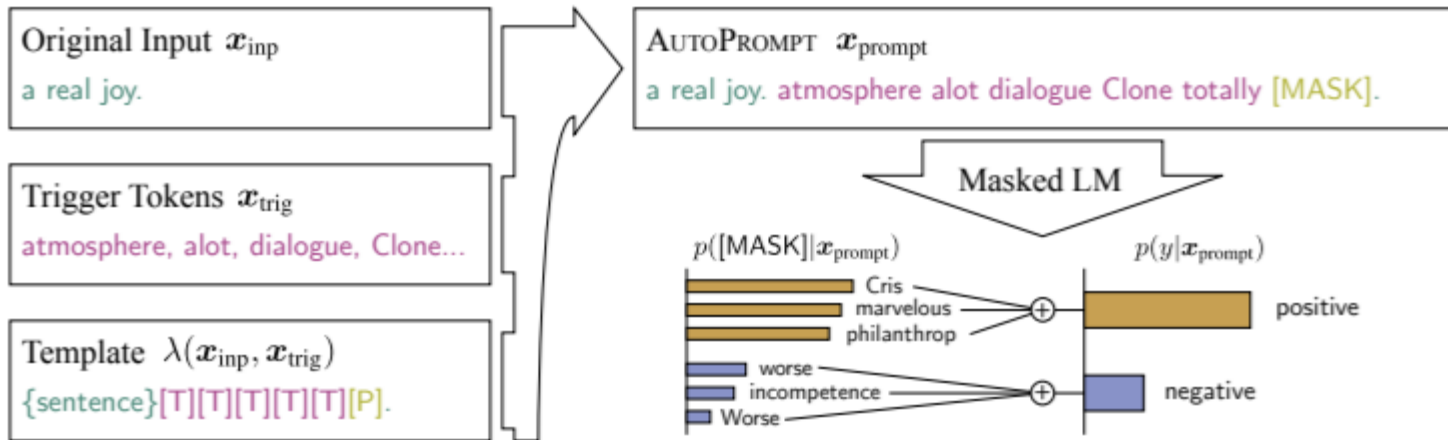 Original Input x_inp
a real joy.
Trigger Tokens x_trig
atmosphere, alot, dialogue, Clone...
Template λ(x_inp, x_trig)
{sentence}[T][T][T][T][T][P].
AUTOPROMPT x_prompt
a real joy. atmosphere alot dialogue Clone totally [MASK].
Masked LM
p([MASK]|x_prompt)
p(y|x_prompt)
Cris
marvelous
philanthrop
positive
worse
incompetence
Worse
negative